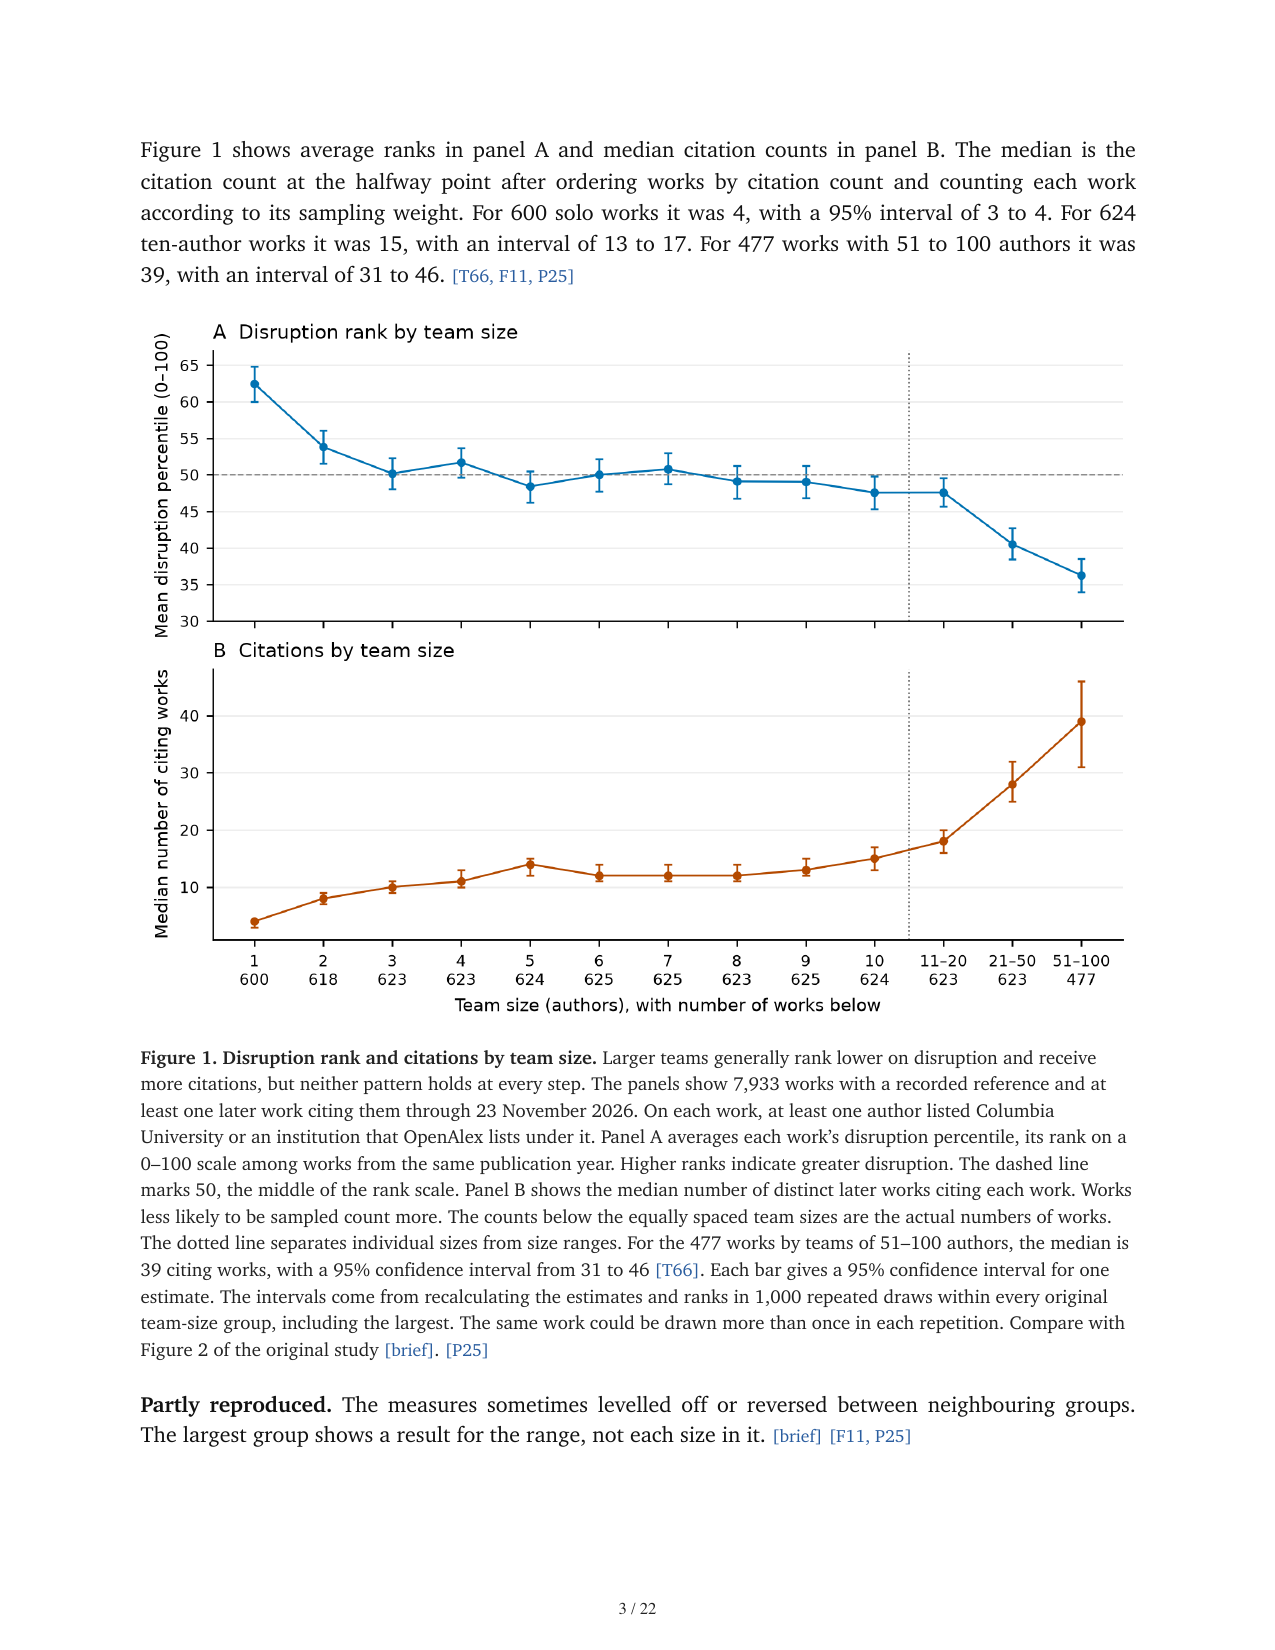 Figure 1 shows average ranks in panel A and median citation counts in panel B. The median is the
citation count at the halfway point after ordering works by citation count and counting each work
according to its sampling weight. For 600 solo works it was 4, with a 95% interval of 3 to 4. For 624
ten-author works it was 15, with an interval of 13 to 17. For 477 works with 51 to 100 authors it was
39, with an interval of 31 to 46. [T66, F11, P25]
A Disruption rank by team size
Mean disruption percentile (0–100)
65
60
55
50
45
40
35
30
B Citations by team size
Median number of citing works
40
30
20
10
1 2 3 4 5 6 7 8 9 10 11–20 21–50 51–100
600 618 623 623 624 625 625 623 625 624 623 623 477
Team size (authors), with number of works below
Figure 1. Disruption rank and citations by team size. Larger teams generally rank lower on disruption and receive
more citations, but neither pattern holds at every step. The panels show 7,933 works with a recorded reference and at
least one later work citing them through 23 November 2026. On each work, at least one author listed Columbia
University or an institution that OpenAlex lists under it. Panel A averages each work’s disruption percentile, its rank on a
0–100 scale among works from the same publication year. Higher ranks indicate greater disruption. The dashed line
marks 50, the middle of the rank scale. Panel B shows the median number of distinct later works citing each work. Works
less likely to be sampled count more. The counts below the equally spaced team sizes are the actual numbers of works.
The dotted line separates individual sizes from size ranges. For the 477 works by teams of 51–100 authors, the median is
39 citing works, with a 95% confidence interval from 31 to 46 [T66]. Each bar gives a 95% confidence interval for one
estimate. The intervals come from recalculating the estimates and ranks in 1,000 repeated draws within every original
team-size group, including the largest. The same work could be drawn more than once in each repetition. Compare with
Figure 2 of the original study [brief]. [P25]
Partly reproduced. The measures sometimes levelled off or reversed between neighbouring groups.
The largest group shows a result for the range, not each size in it. [brief] [F11, P25]
3 / 22